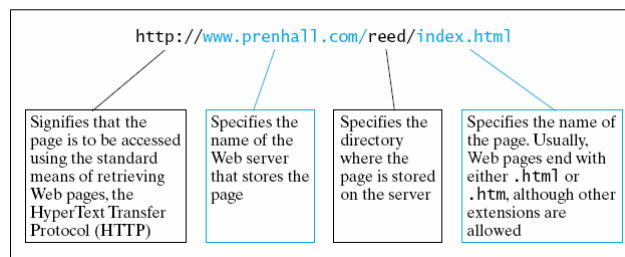 http://www.prenhall.com/reed/index.html
Signifies that the
page is to be accessed
using the standard
means of retrieving
Web pages, the
HyperText Transfer
Protocol (HTTP)
Specifies the
name of the
Web server
that stores the
page
Specifies the
directory
where the
page is stored
on the server
Specifies the name of
the page. Usually,
Web pages end with
either .html or
.htm, although other
extensions are
allowed